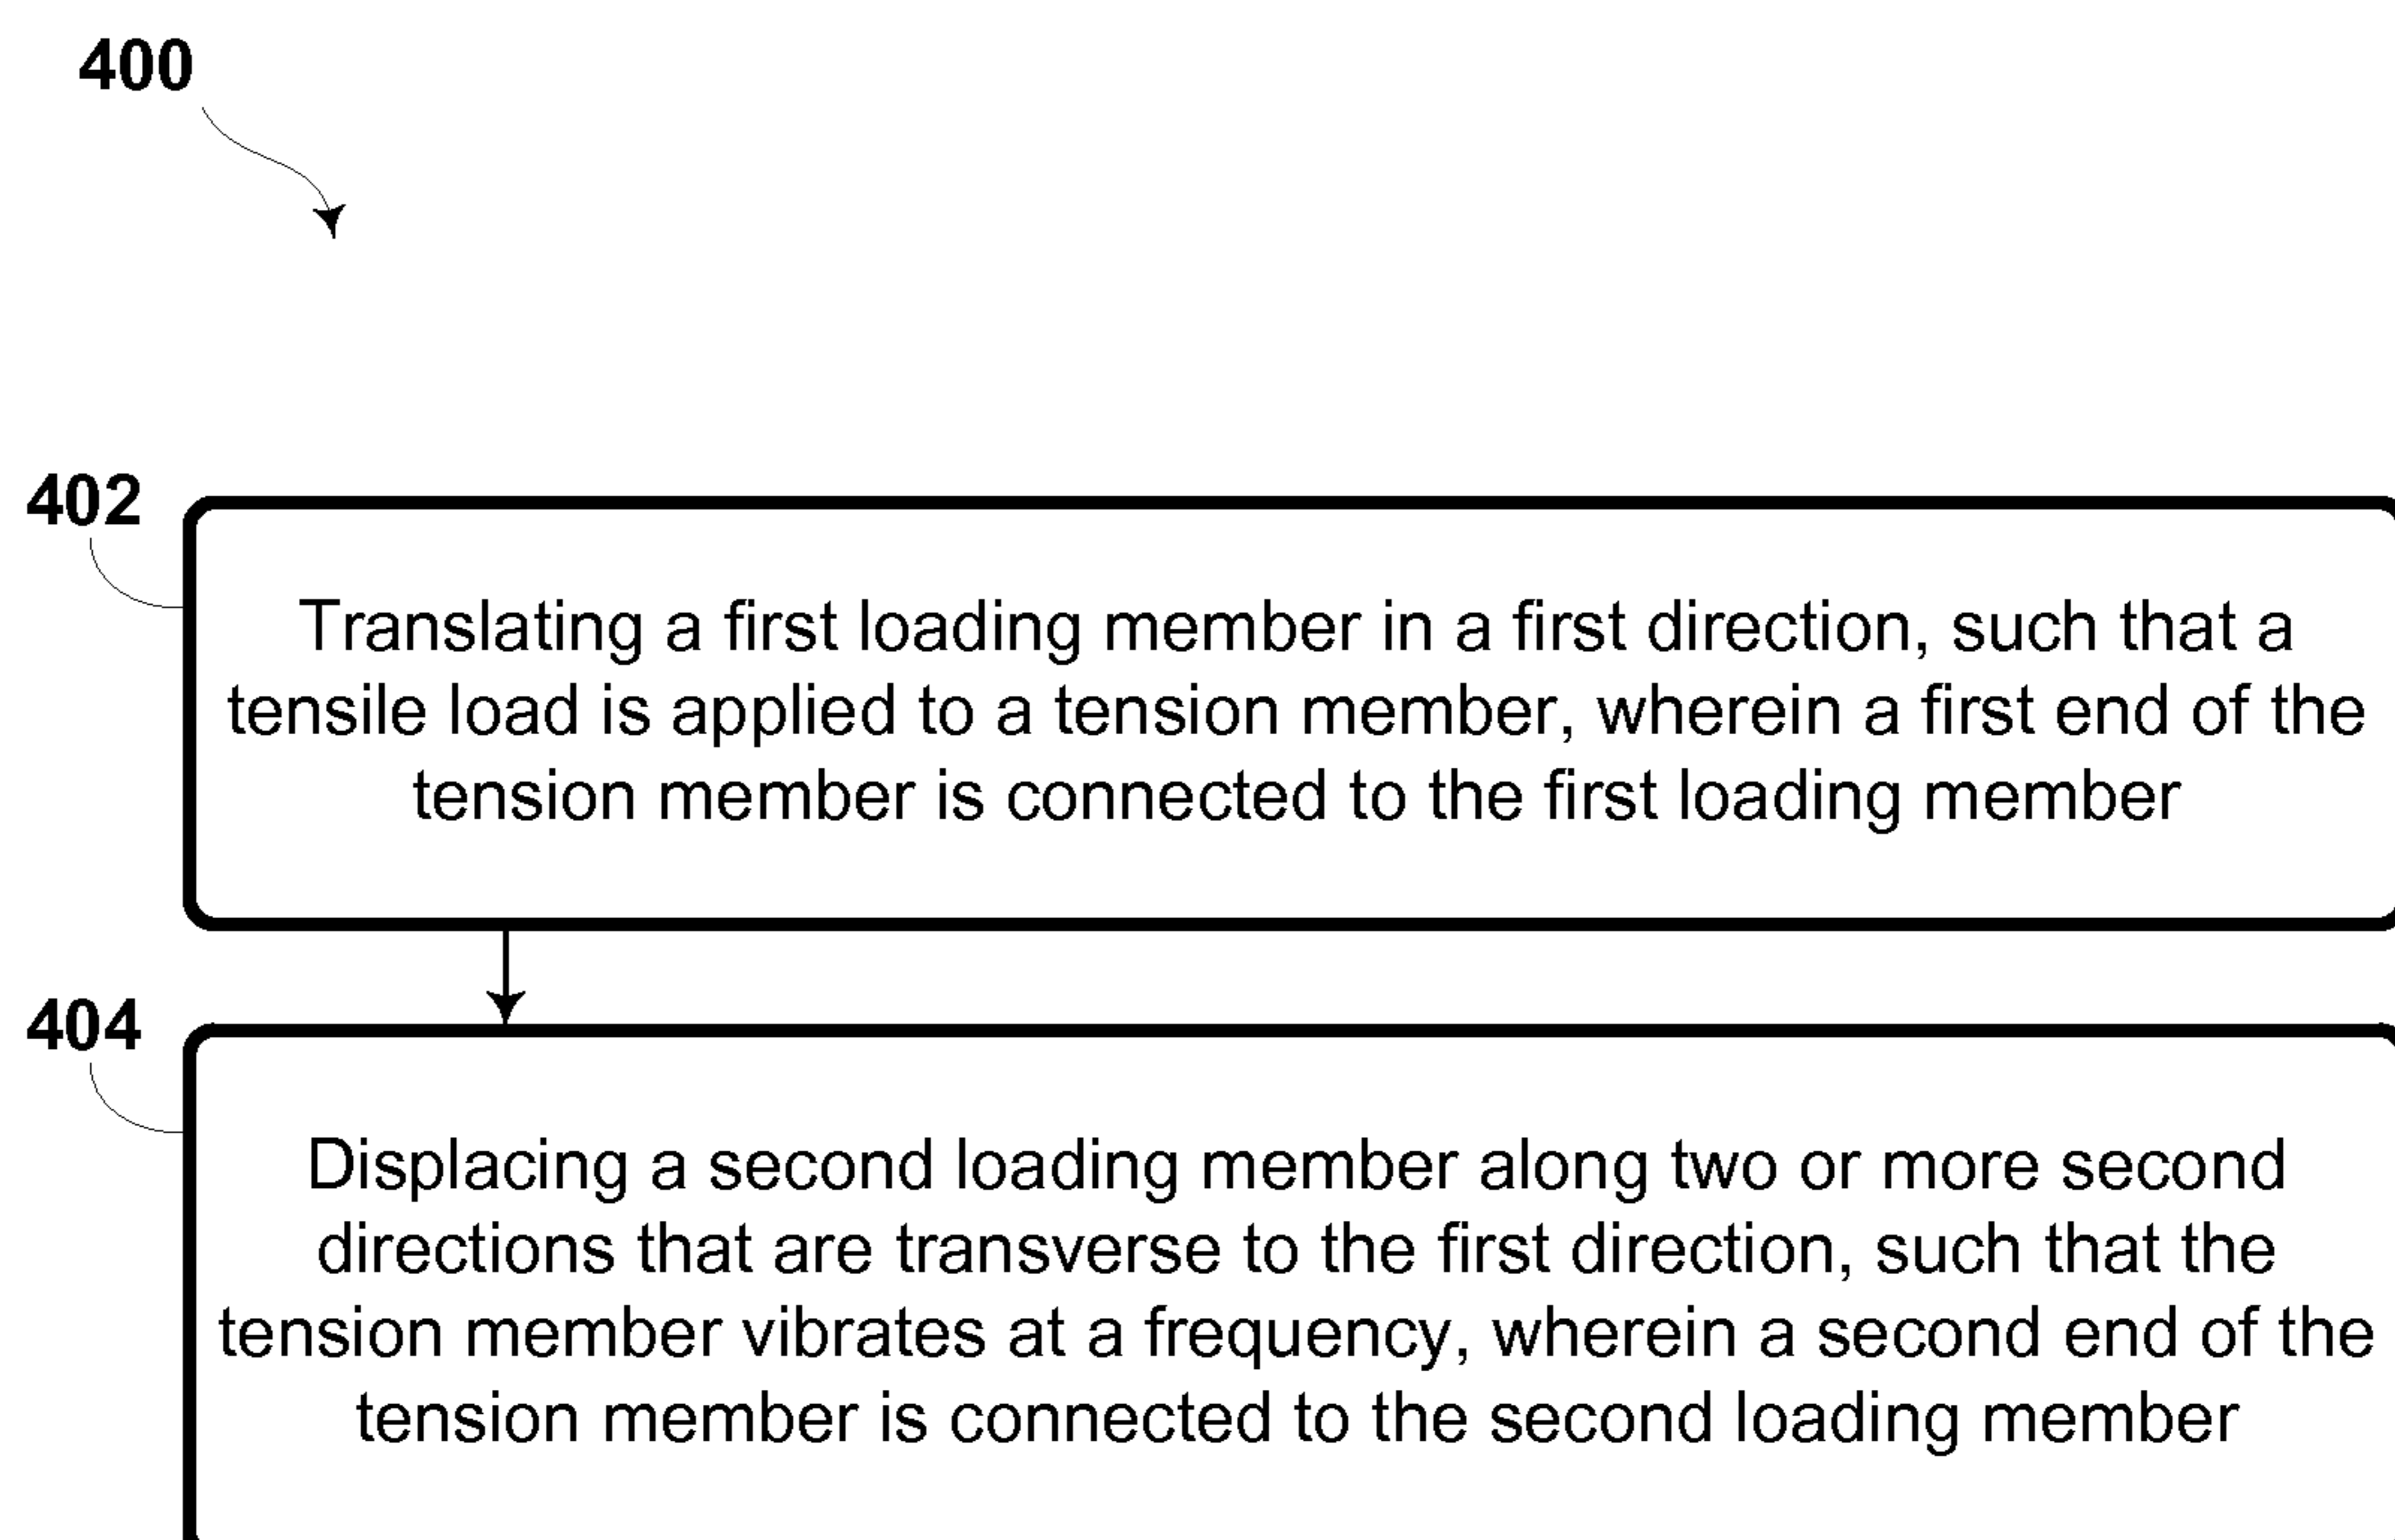 400
402
Translating a first loading member in a first direction, such that a
tensile load is applied to a tension member, wherein a first end of the
tension member is connected to the first loading member
404
Displacing a second loading member along two or more second
directions that are transverse to the first direction, such that the
tension member vibrates at a frequency, wherein a second end of the
tension member is connected to the second loading member